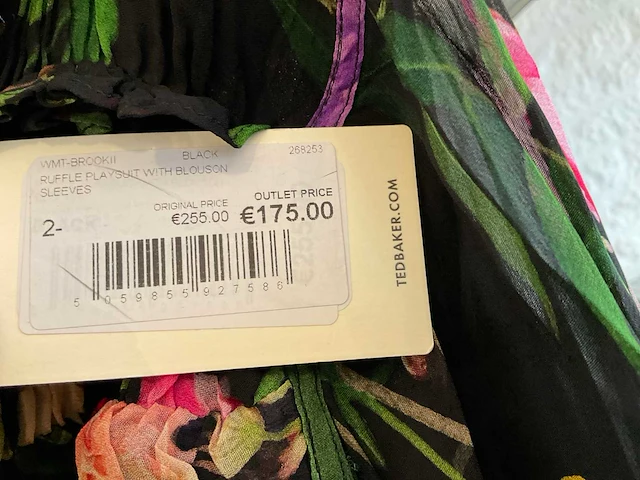 WMT-BROOKII BLACK 268253
RUFFLE PLAYSUIT WITH BLOUSON
SLEEVES
ORIGINAL PRICE OUTLET PRICE
2- €255.00 €175.00
5 059855 927586
TEDBAKER.COM